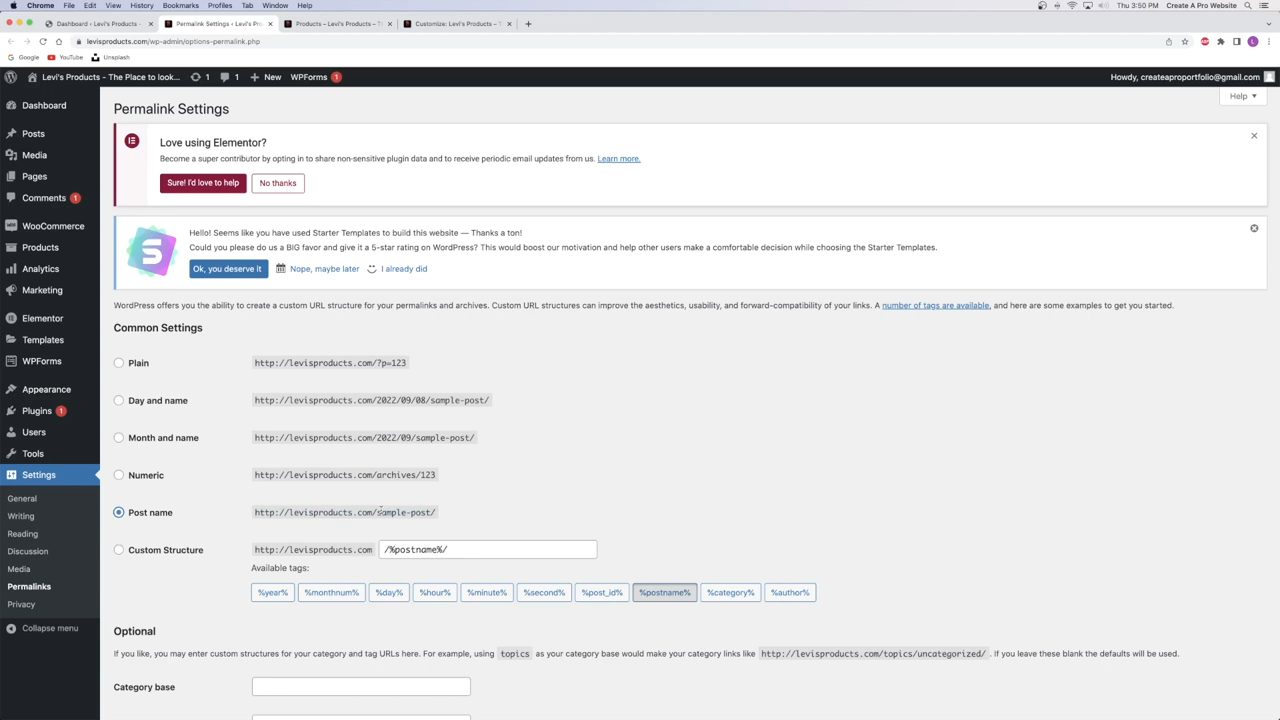 Chrome File Edit View History Bookmarks Profiles Tab Window Help
Create A Pro Website Thu 3:50 PM
Dashboard ‹ Levi's Products -
Permalink Settings ‹ Levi's Prod
Products – Levi's Products – T
Customize: Levi's Products –
levisproducts.com/wp-admin/options-permalink.php
Google YouTube Unsplash
Levi's Products - The Place to look... 1 1 New WPForms 1
Howdy, createaproportfolio@gmail.com
Help
Dashboard
Posts
Media
Pages
Comments 1
WooCommerce
Products
Analytics
Marketing
Elementor
Templates
WPForms
Appearance
Plugins 1
Users
Tools
Settings
General
Writing
Reading
Discussion
Media
Permalinks
Privacy
Collapse menu
Permalink Settings
Love using Elementor?
Become a super contributor by opting in to share non-sensitive plugin data and to receive periodic email updates from us. Learn more.
Sure! I'd love to help No thanks
S
Hello! Seems like you have used Starter Templates to build this website — Thanks a ton!
Could you please do us a BIG favor and give it a 5-star rating on WordPress? This would boost our motivation and help other users make a comfortable decision while choosing the Starter Templates.
Ok, you deserve it Nope, maybe later I already did
WordPress offers you the ability to create a custom URL structure for your permalinks and archives. Custom URL structures can improve the aesthetics, usability, and forward-compatibility of your links. A number of tags are available, and here are some examples to get you started.
Common Settings
Plain http://levisproducts.com/?p=123
Day and name http://levisproducts.com/2022/09/08/sample-post/
Month and name http://levisproducts.com/2022/09/sample-post/
Numeric http://levisproducts.com/archives/123
Post name http://levisproducts.com/sample-post/
Custom Structure http://levisproducts.com /%postname%/
Available tags:
%year% %monthnum% %day% %hour% %minute% %second% %post_id% %postname% %category% %author%
Optional
If you like, you may enter custom structures for your category and tag URLs here. For example, using topics as your category base would make your category links like http://levisproducts.com/topics/uncategorized/ . If you leave these blank the defaults will be used.
Category base